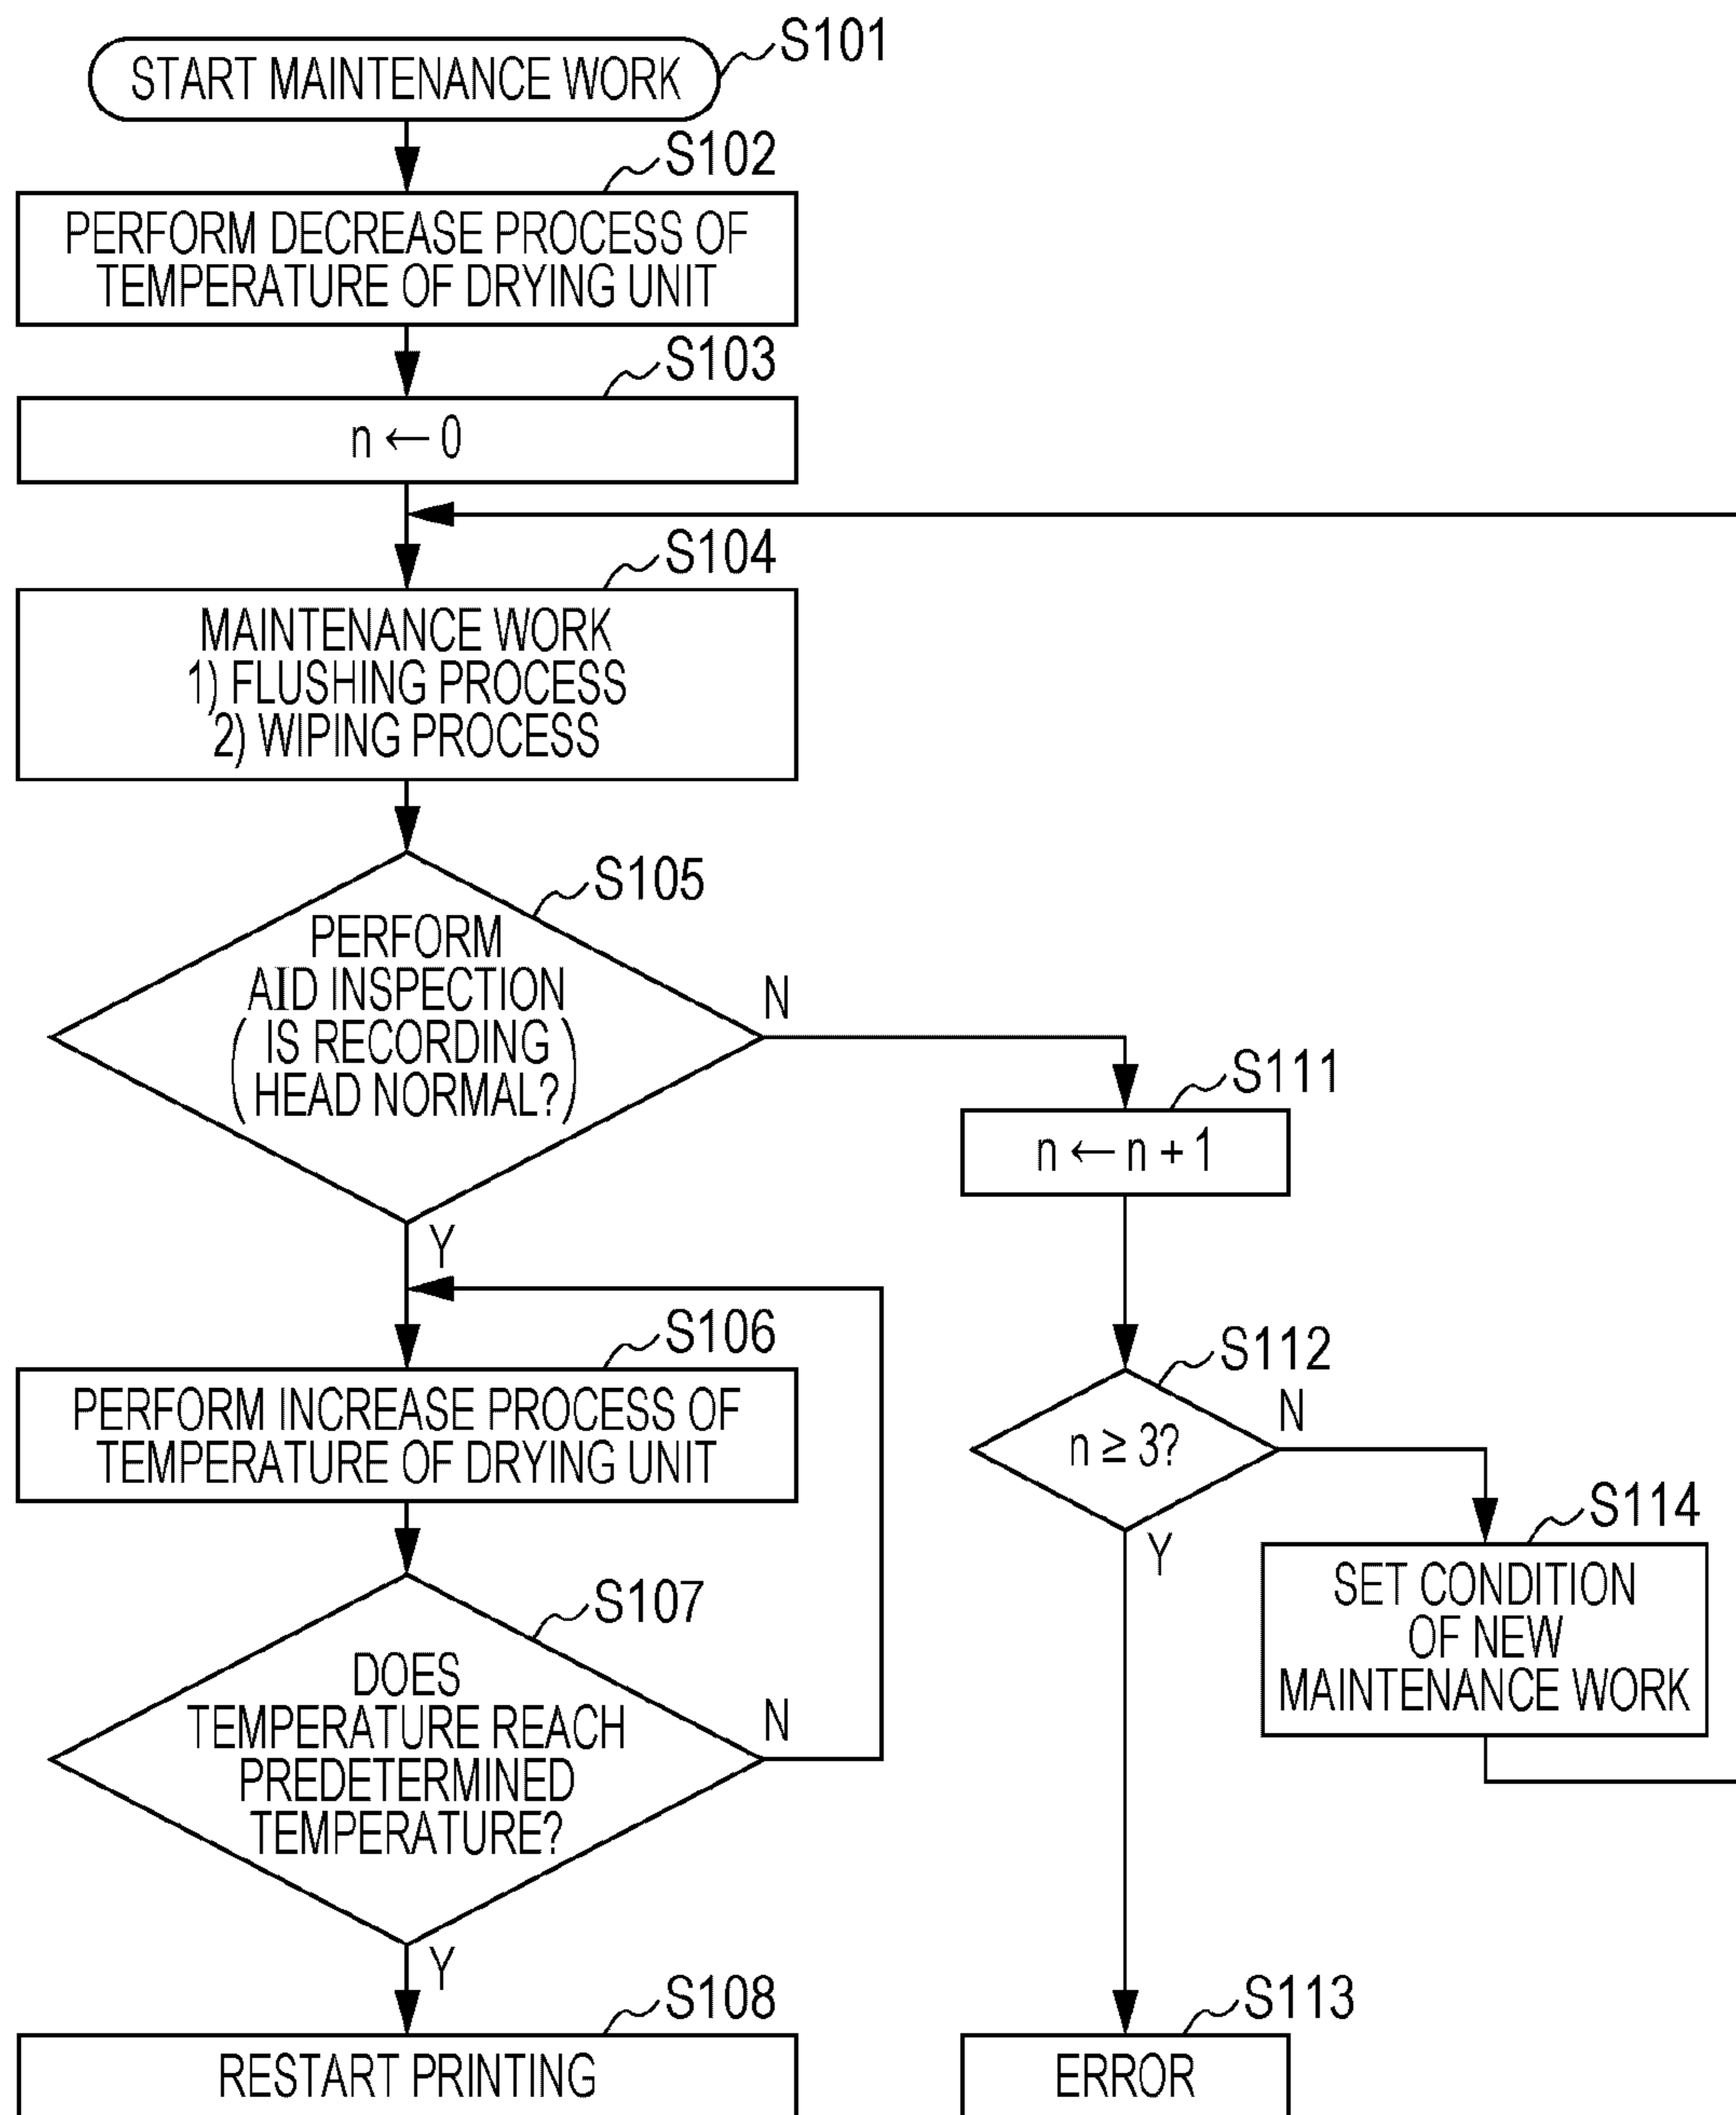 S101
START MAINTENANCE WORK
S102
PERFORM DECREASE PROCESS OF
TEMPERATURE OF DRYING UNIT
S103
n ← 0
S104
MAINTENANCE WORK
1) FLUSHING PROCESS
2) WIPING PROCESS
S105
PERFORM
AID INSPECTION
( IS RECORDING
HEAD NORMAL? )
N
Y
S111
n ← n + 1
S106
PERFORM INCREASE PROCESS OF
TEMPERATURE OF DRYING UNIT
S112
n ≥ 3?
N
Y
S114
SET CONDITION
OF NEW
MAINTENANCE WORK
S107
DOES
TEMPERATURE REACH
PREDETERMINED
TEMPERATURE?
N
Y
S108
RESTART PRINTING
S113
ERROR